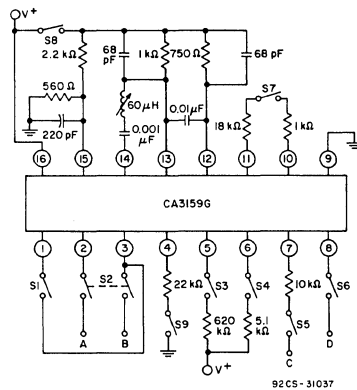 V+
S8
2.2 kΩ
68 pF
1 kΩ
750 Ω
68 pF
560 Ω
220 pF
60 μH
0.001 μF
0.01 μF
S7
18 kΩ
1 kΩ
16 15 14 13 12 11 10 9
CA3159G
1 2 3 4 5 6 7 8
S1
S2
22 kΩ
S3
S4
10 kΩ
S6
S9
620 kΩ
5.1 kΩ
S5
A
B
V+
C
D
92CS-31037